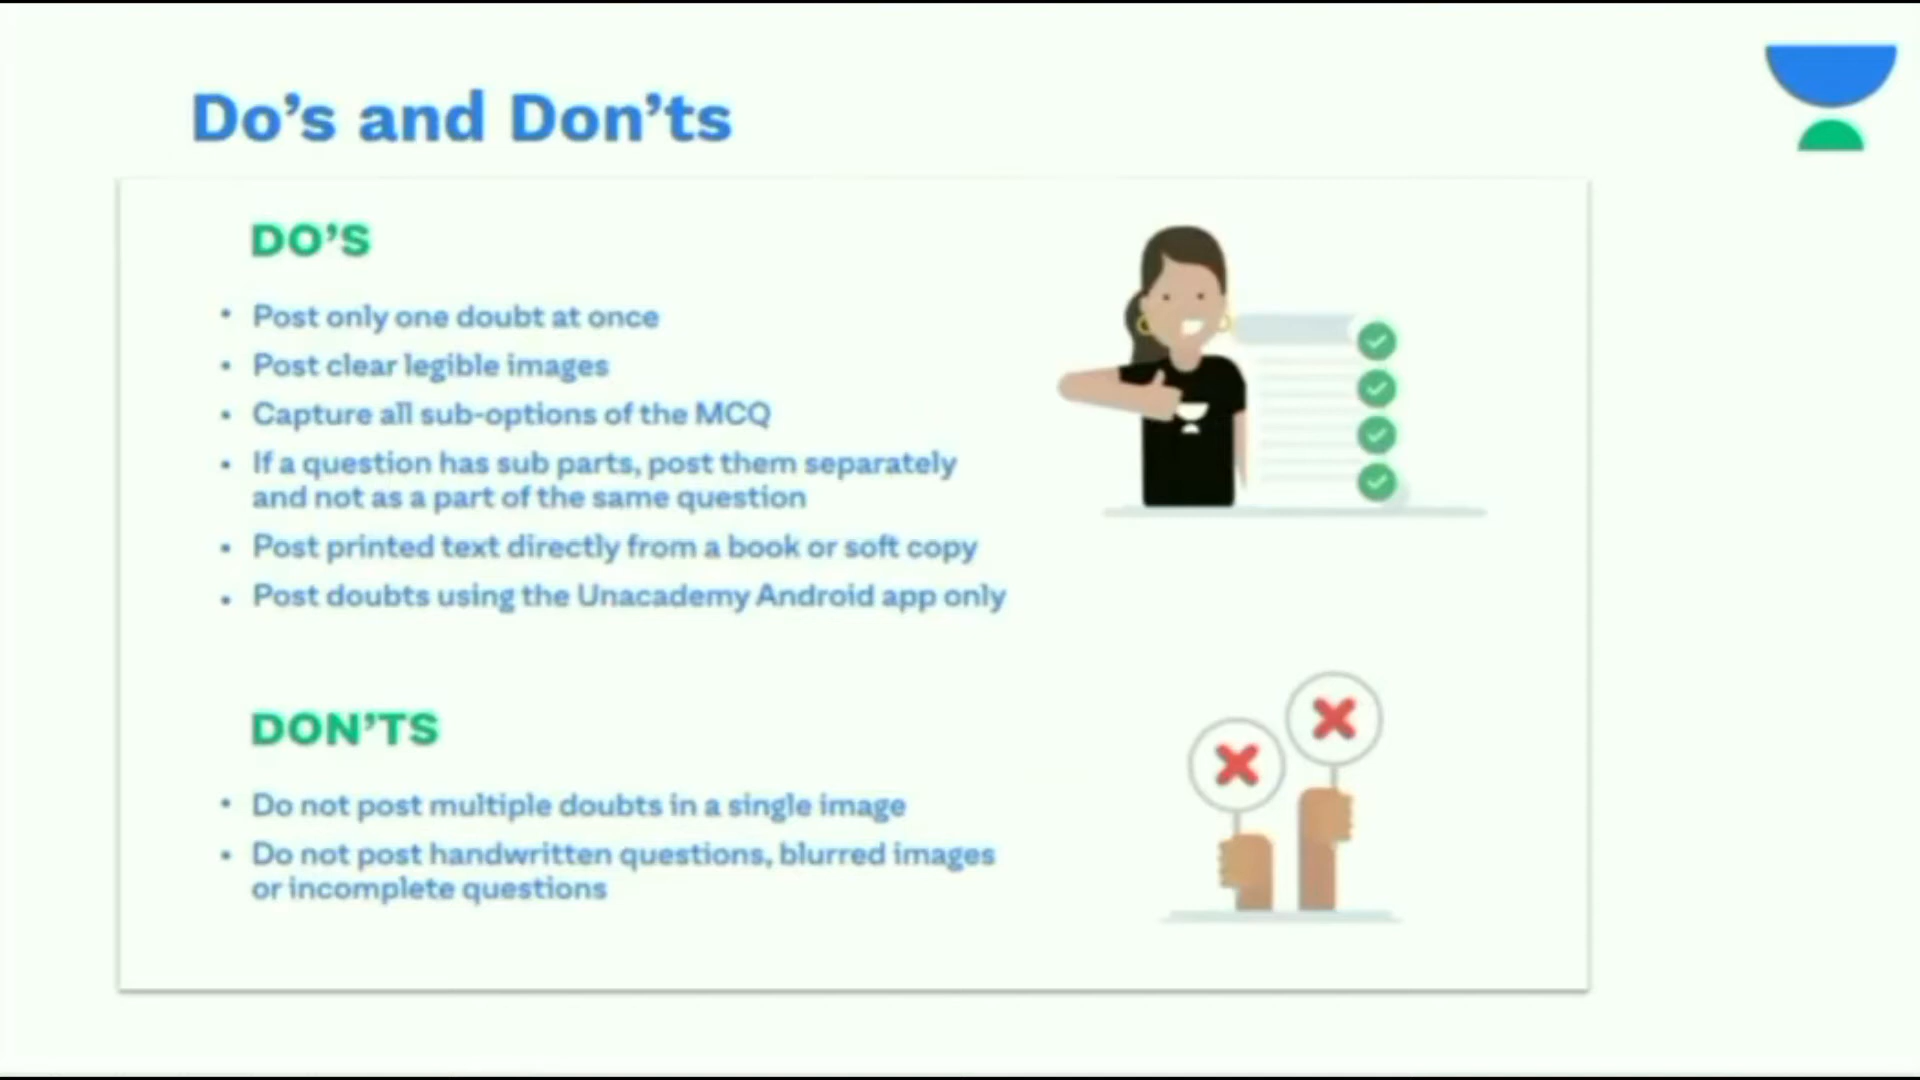 Do’s and Don’ts
DO’S
• Post only one doubt at once
• Post clear legible images
• Capture all sub-options of the MCQ
• If a question has sub parts, post them separately
and not as a part of the same question
• Post printed text directly from a book or soft copy
• Post doubts using the Unacademy Android app only
DON’TS
• Do not post multiple doubts in a single image
• Do not post handwritten questions, blurred images
or incomplete questions